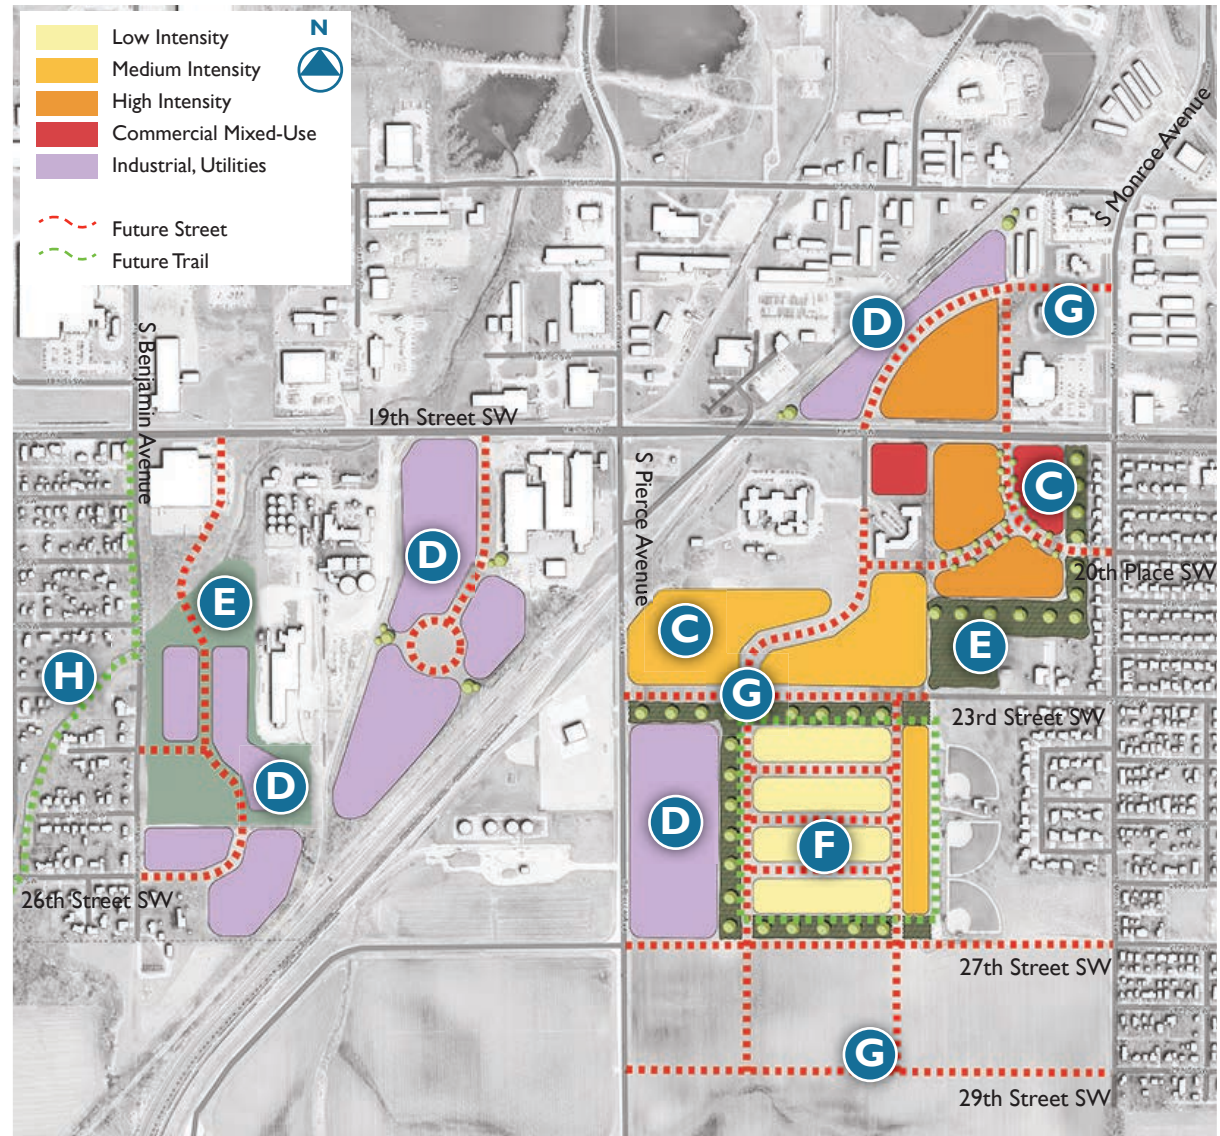 Low Intensity
Medium Intensity
High Intensity
Commercial Mixed-Use
Industrial, Utilities
Future Street
Future Trail
N
S Monroe Avenue
D
G
S Benjamin Avenue
19th Street SW
S Pierce Avenue
C
D
20th Place SW
E
C
E
H
G
23rd Street SW
D
D
F
26th Street SW
27th Street SW
G
29th Street SW